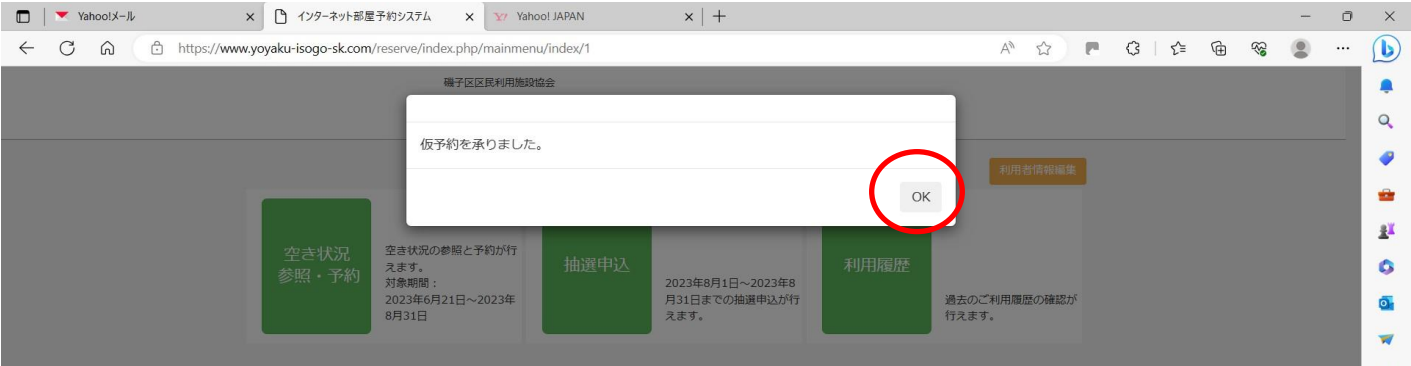 Yahoo!メール
インターネット部屋予約システム
Yahoo! JAPAN
https://www.yoyaku-isogo-sk.com/reserve/index.php/mainmenu/index/1
磯子区区民利用施設協会
仮予約を承りました。
OK
利用者情報編集
空き状況
参照・予約
空き状況の参照と予約が行
えます。
対象期間：
2023年6月21日～2023年
8月31日
抽選申込
2023年8月1日～2023年8
月31日までの抽選申込が行
えます。
利用履歴
過去のご利用履歴の確認が
行えます。